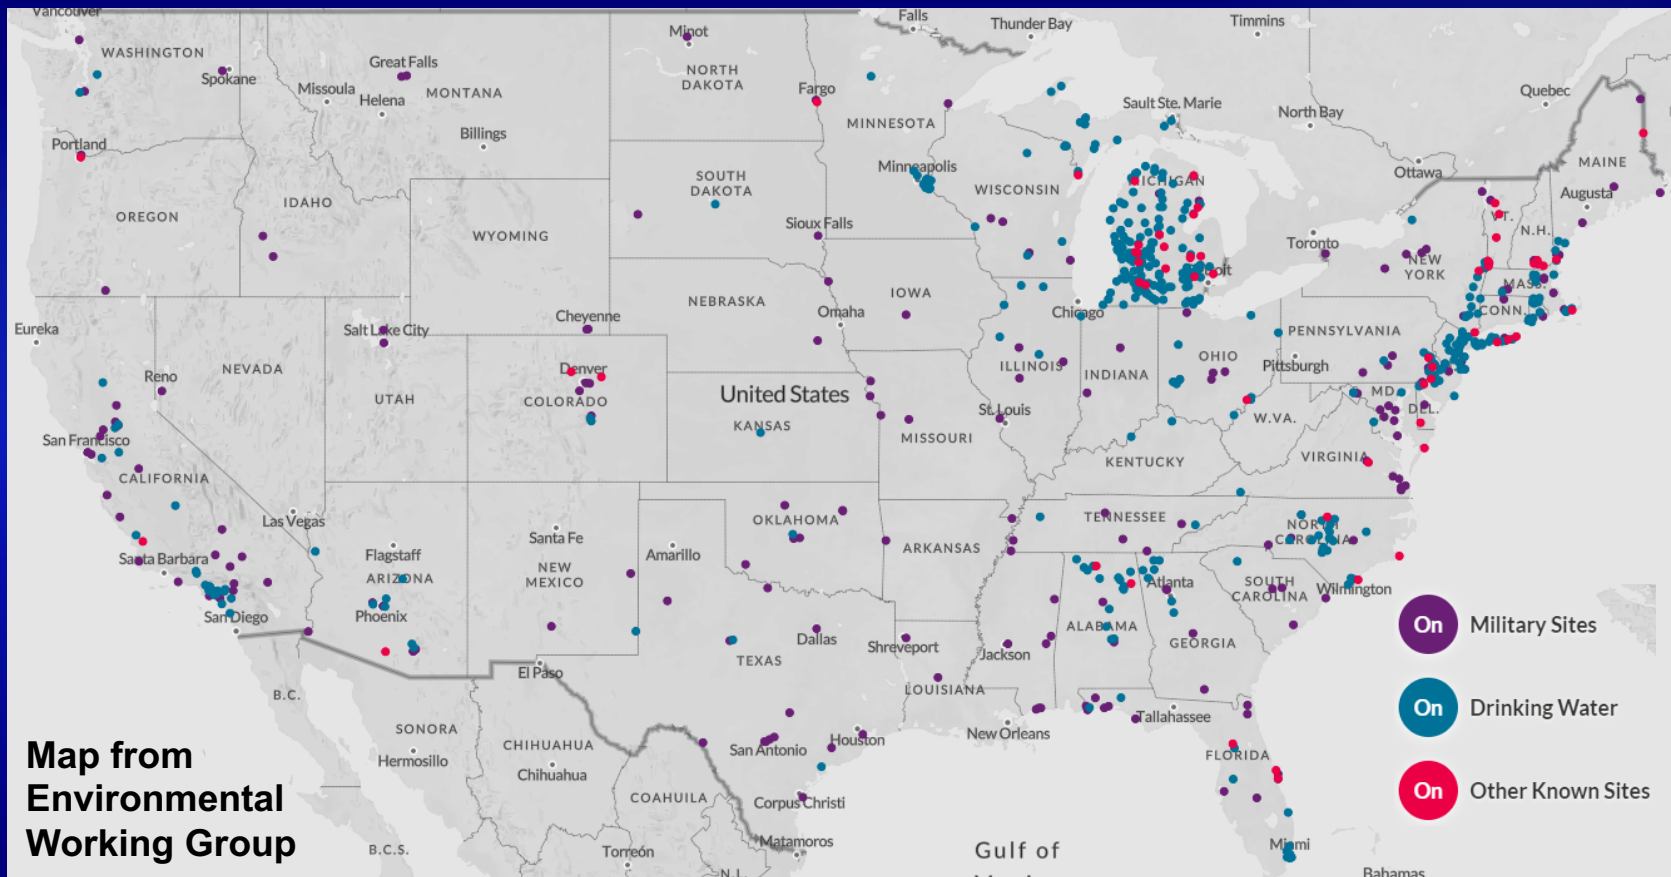 Vancouver
Falls
Thunder Bay
Timmins
WASHINGTON
Spokane
Great Falls
Missoula
Helena
MONTANA
Minot
NORTH
DAKOTA
Fargo
MINNESOTA
Sault Ste. Marie
North Bay
Quebec
Billings
Portland
OREGON
IDAHO
WYOMING
SOUTH
DAKOTA
Minneapolis
WISCONSIN
MICHIGAN
Ottawa
MAINE
Augusta
VT.
N.H.
Sioux Falls
Toronto
NEW
YORK
MASS.
CONN.
Detroit
Eureka
Salt Lake City
Cheyenne
NEBRASKA
IOWA
Omaha
Chicago
PENNSYLVANIA
Pittsburgh
OHIO
Reno
NEVADA
UTAH
Denver
COLORADO
United States
KANSAS
ILLINOIS
INDIANA
St. Louis
MISSOURI
W.VA.
MD.
DEL.
San Francisco
CALIFORNIA
KENTUCKY
VIRGINIA
Las Vegas
Santa Barbara
Flagstaff
ARIZONA
Phoenix
Santa Fe
NEW
MEXICO
Amarillo
OKLAHOMA
ARKANSAS
TENNESSEE
NORTH
CAROLINA
Atlanta
SOUTH
CAROLINA
Wilmington
San Diego
El Paso
Dallas
TEXAS
Shreveport
Jackson
ALABAMA
GEORGIA
LOUISIANA
B.C.
SONORA
Hermosillo
CHIHUAHUA
Chihuahua
San Antonio
Houston
New Orleans
Tallahassee
FLORIDA
COAHUILA
Corpus Christi
Matamoros
B.C.S.
Torreón
N.L.
Gulf of
Miami
Bahamas
On Military Sites
On Drinking Water
On Other Known Sites
Map from
Environmental
Working Group